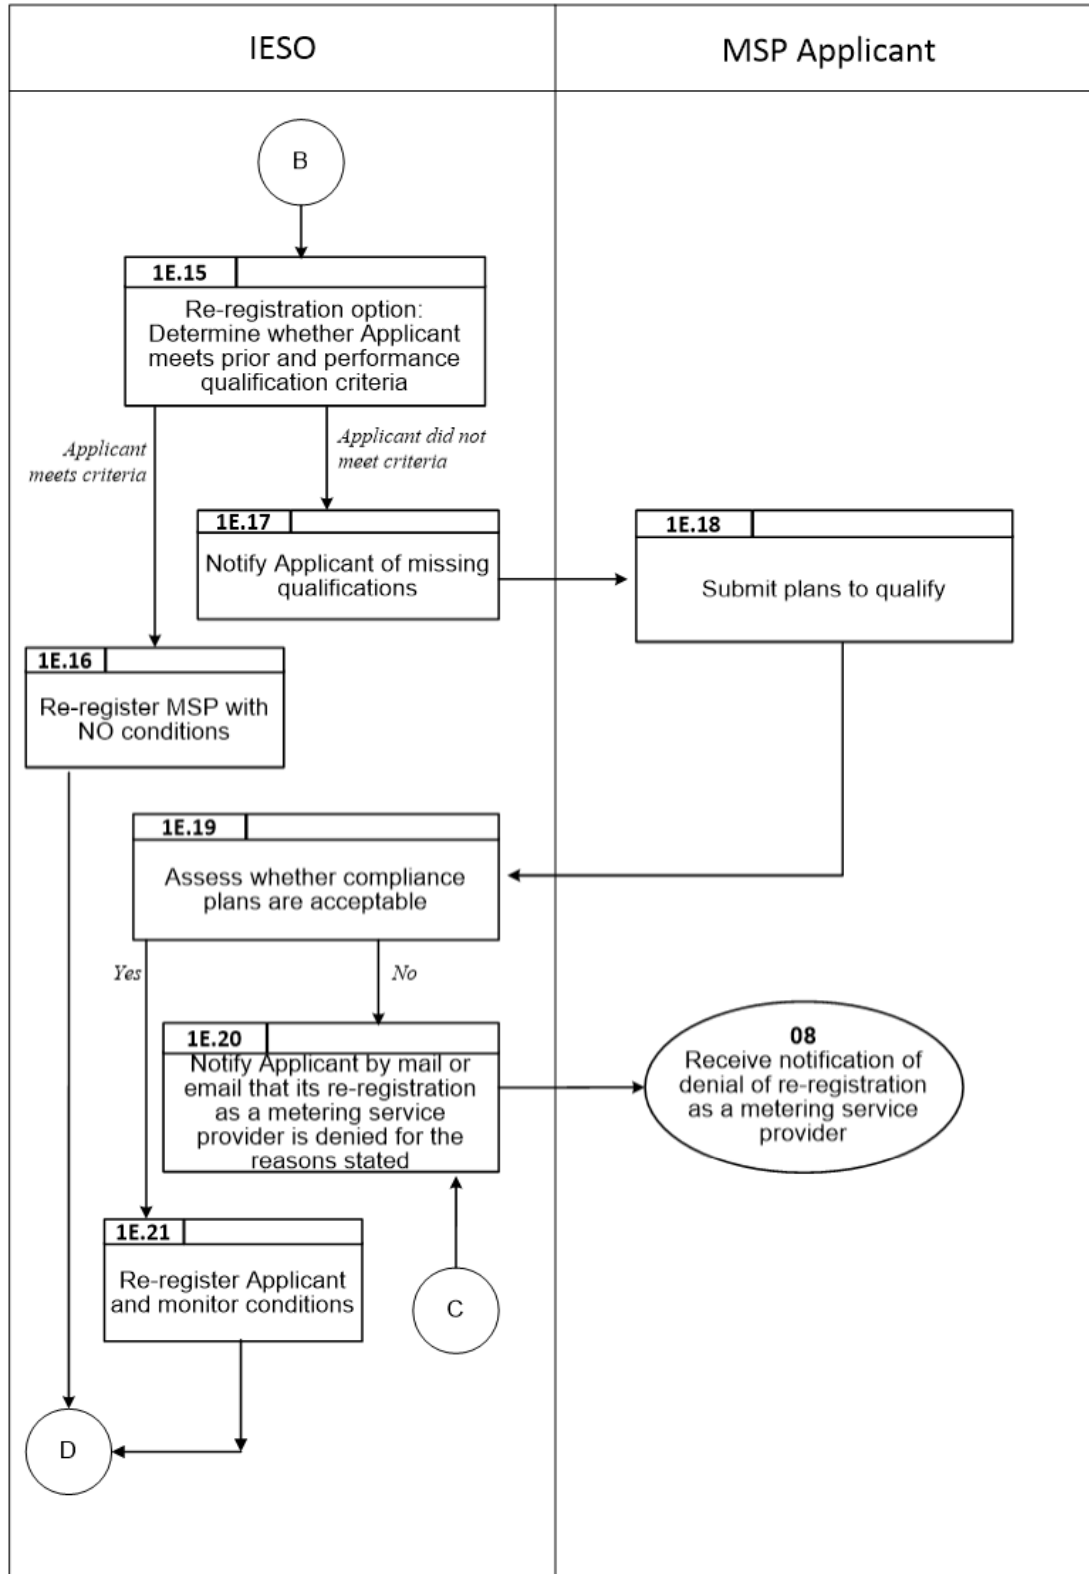 IESO
MSP Applicant
B
1E.15
Re-registration option:
Determine whether Applicant
meets prior and performance
qualification criteria
Applicant
meets criteria
Applicant did not
meet criteria
1E.17
Notify Applicant of missing
qualifications
1E.18
Submit plans to qualify
1E.16
Re-register MSP with
NO conditions
1E.19
Assess whether compliance
plans are acceptable
Yes
No
1E.20
Notify Applicant by mail or
email that its re-registration
as a metering service
provider is denied for the
reasons stated
08
Receive notification of
denial of re-registration
as a metering service
provider
1E.21
Re-register Applicant
and monitor conditions
C
D